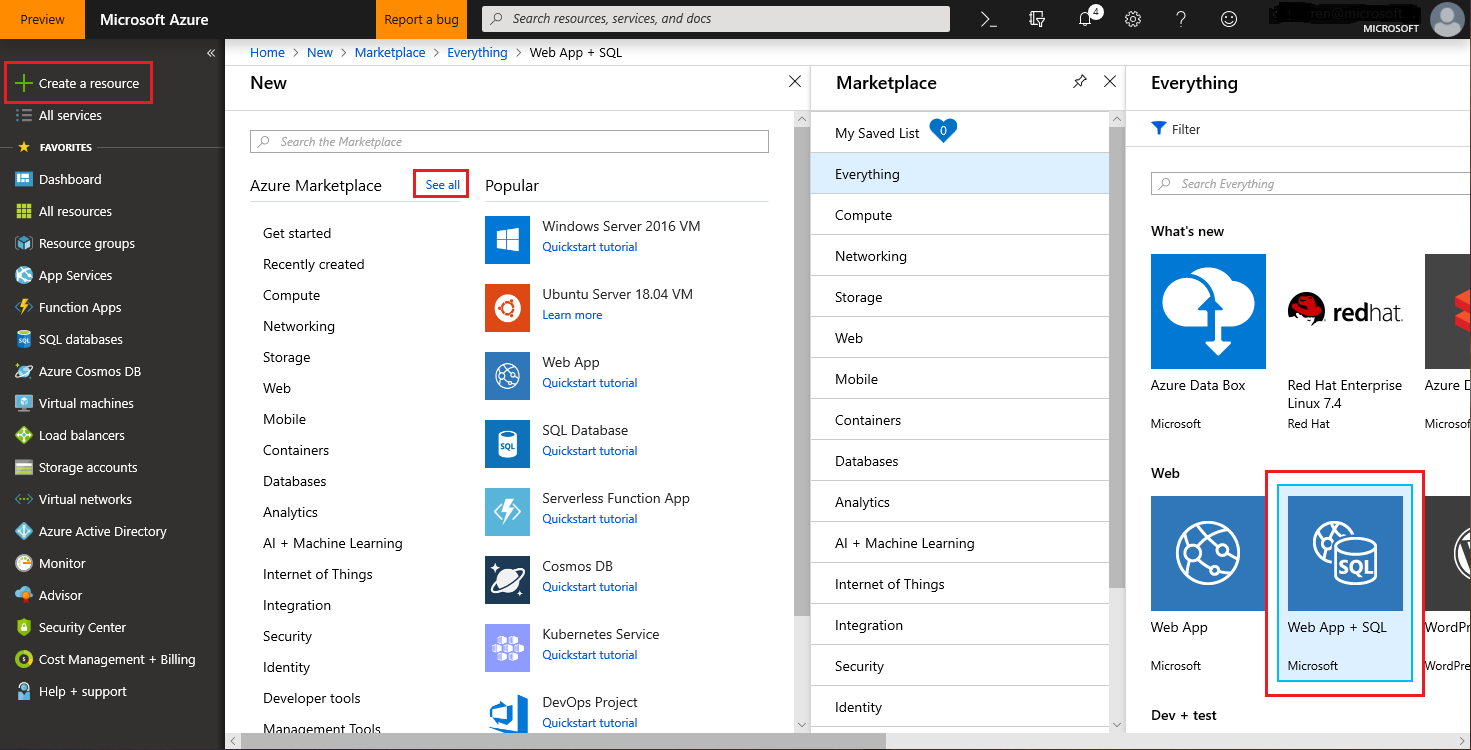 Preview
Microsoft Azure
Report a bug
Search resources, services, and docs
4
MICROSOFT
Create a resource
All services
FAVORITES
Dashboard
All resources
Resource groups
App Services
Function Apps
SQL databases
Azure Cosmos DB
Virtual machines
Load balancers
Storage accounts
Virtual networks
Azure Active Directory
Monitor
Advisor
Security Center
Cost Management + Billing
Help + support
Home > New > Marketplace > Everything > Web App + SQL
New
Search the Marketplace
Azure Marketplace
See all
Get started
Recently created
Compute
Networking
Storage
Web
Mobile
Containers
Databases
Analytics
AI + Machine Learning
Internet of Things
Integration
Security
Identity
Developer tools
Management Tools
Popular
Windows Server 2016 VM
Quickstart tutorial
Ubuntu Server 18.04 VM
Learn more
Web App
Quickstart tutorial
SQL
SQL Database
Quickstart tutorial
Serverless Function App
Quickstart tutorial
Cosmos DB
Quickstart tutorial
Kubernetes Service
Quickstart tutorial
DevOps Project
Quickstart tutorial
Marketplace
My Saved List 0
Everything
Compute
Networking
Storage
Web
Mobile
Containers
Databases
Analytics
AI + Machine Learning
Internet of Things
Integration
Security
Identity
Everything
Filter
Search Everything
What's new
redhat.
Azure Data Box
Microsoft
Red Hat Enterprise
Linux 7.4
Red Hat
Azure D
Microsof
Web
Web App
Microsoft
SQL
Web App + SQL
Microsoft
WordPr
WordPre
Dev + test